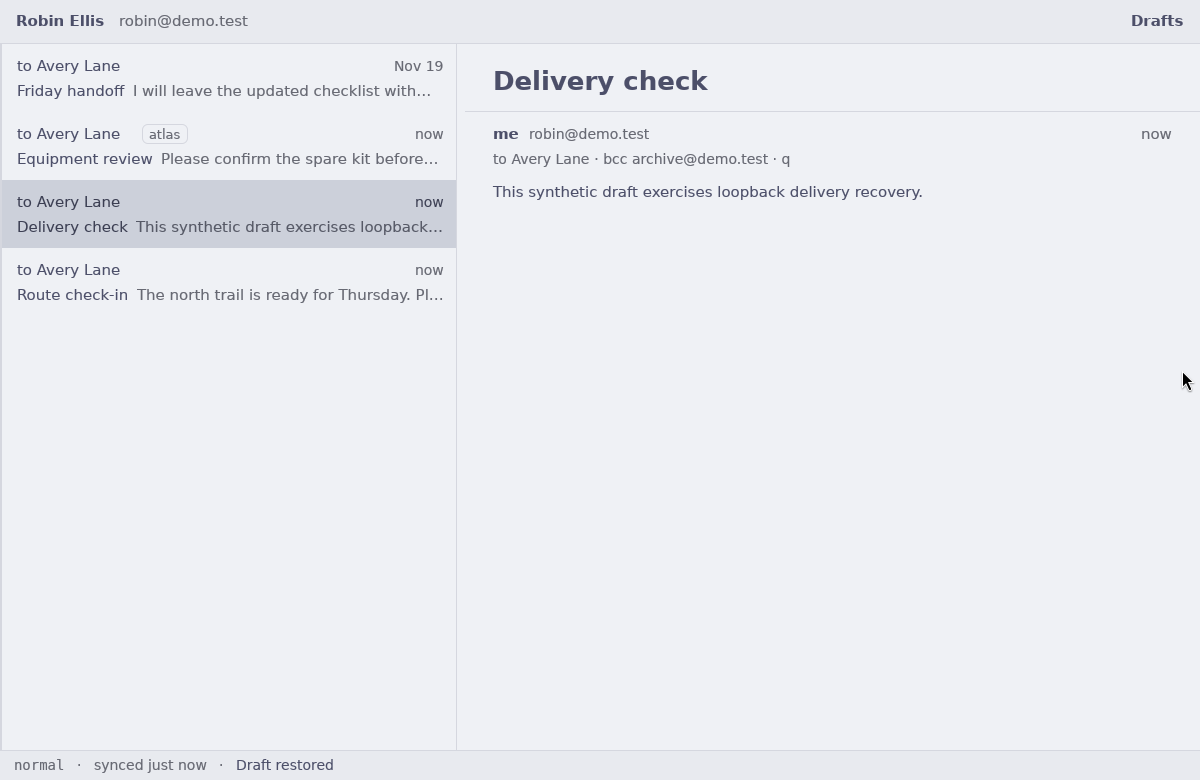 Robin Ellis robin@demo.test Drafts
to Avery Lane Nov 19
Friday handoff I will leave the updated checklist with…
to Avery Lane atlas now
Equipment review Please confirm the spare kit before…
to Avery Lane now
Delivery check This synthetic draft exercises loopback…
to Avery Lane now
Route check-in The north trail is ready for Thursday. Pl…
Delivery check
me robin@demo.test now
to Avery Lane · bcc archive@demo.test · q
This synthetic draft exercises loopback delivery recovery.
normal · synced just now · Draft restored